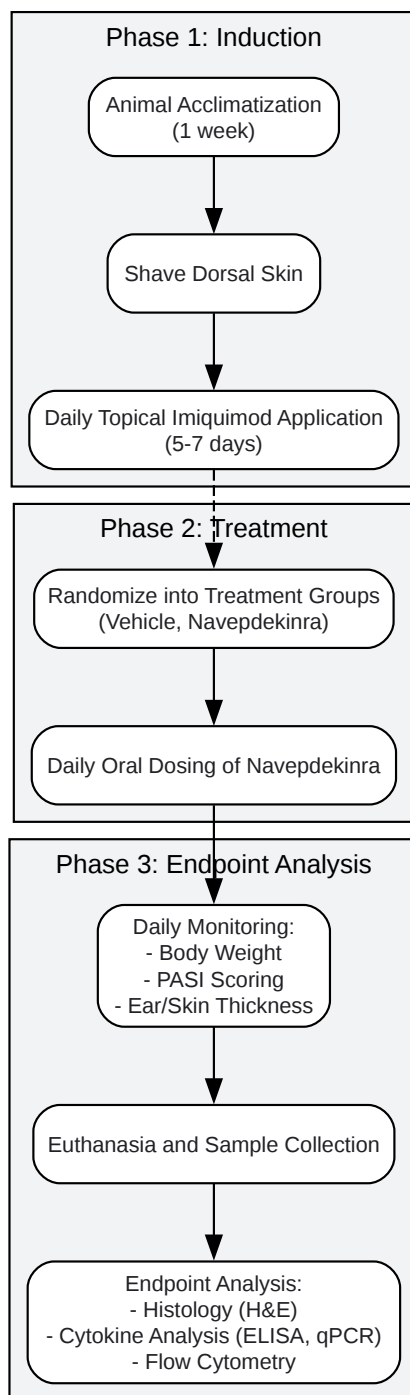 Phase 1: Induction
Animal Acclimatization
(1 week)
Shave Dorsal Skin
Daily Topical Imiquimod Application
(5-7 days)
Phase 2: Treatment
Randomize into Treatment Groups
(Vehicle, Navepdekinra)
Daily Oral Dosing of Navepdekinra
Phase 3: Endpoint Analysis
Daily Monitoring:
- Body Weight
- PASI Scoring
- Ear/Skin Thickness
Euthanasia and Sample Collection
Endpoint Analysis:
- Histology (H&E)
- Cytokine Analysis (ELISA, qPCR)
- Flow Cytometry